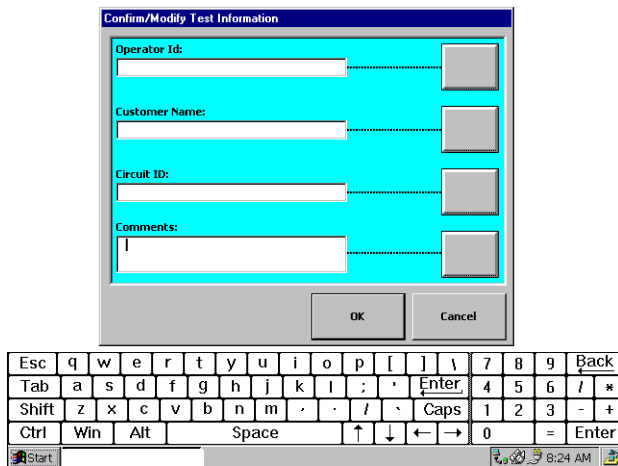 Confirm/Modify Test Information
Operator Id:
Customer Name:
Circuit ID:
Comments:
OK Cancel
Esc q w e r t y u i o p [ ] \ 7 8 9 Back
Tab a s d f g h j k l ; ' Enter 4 5 6 / *
Shift z x c v b n m , . / ` Caps 1 2 3 - +
Ctrl Win Alt Space ↑ ↓ ← → 0 = Enter
Start 8:24 AM